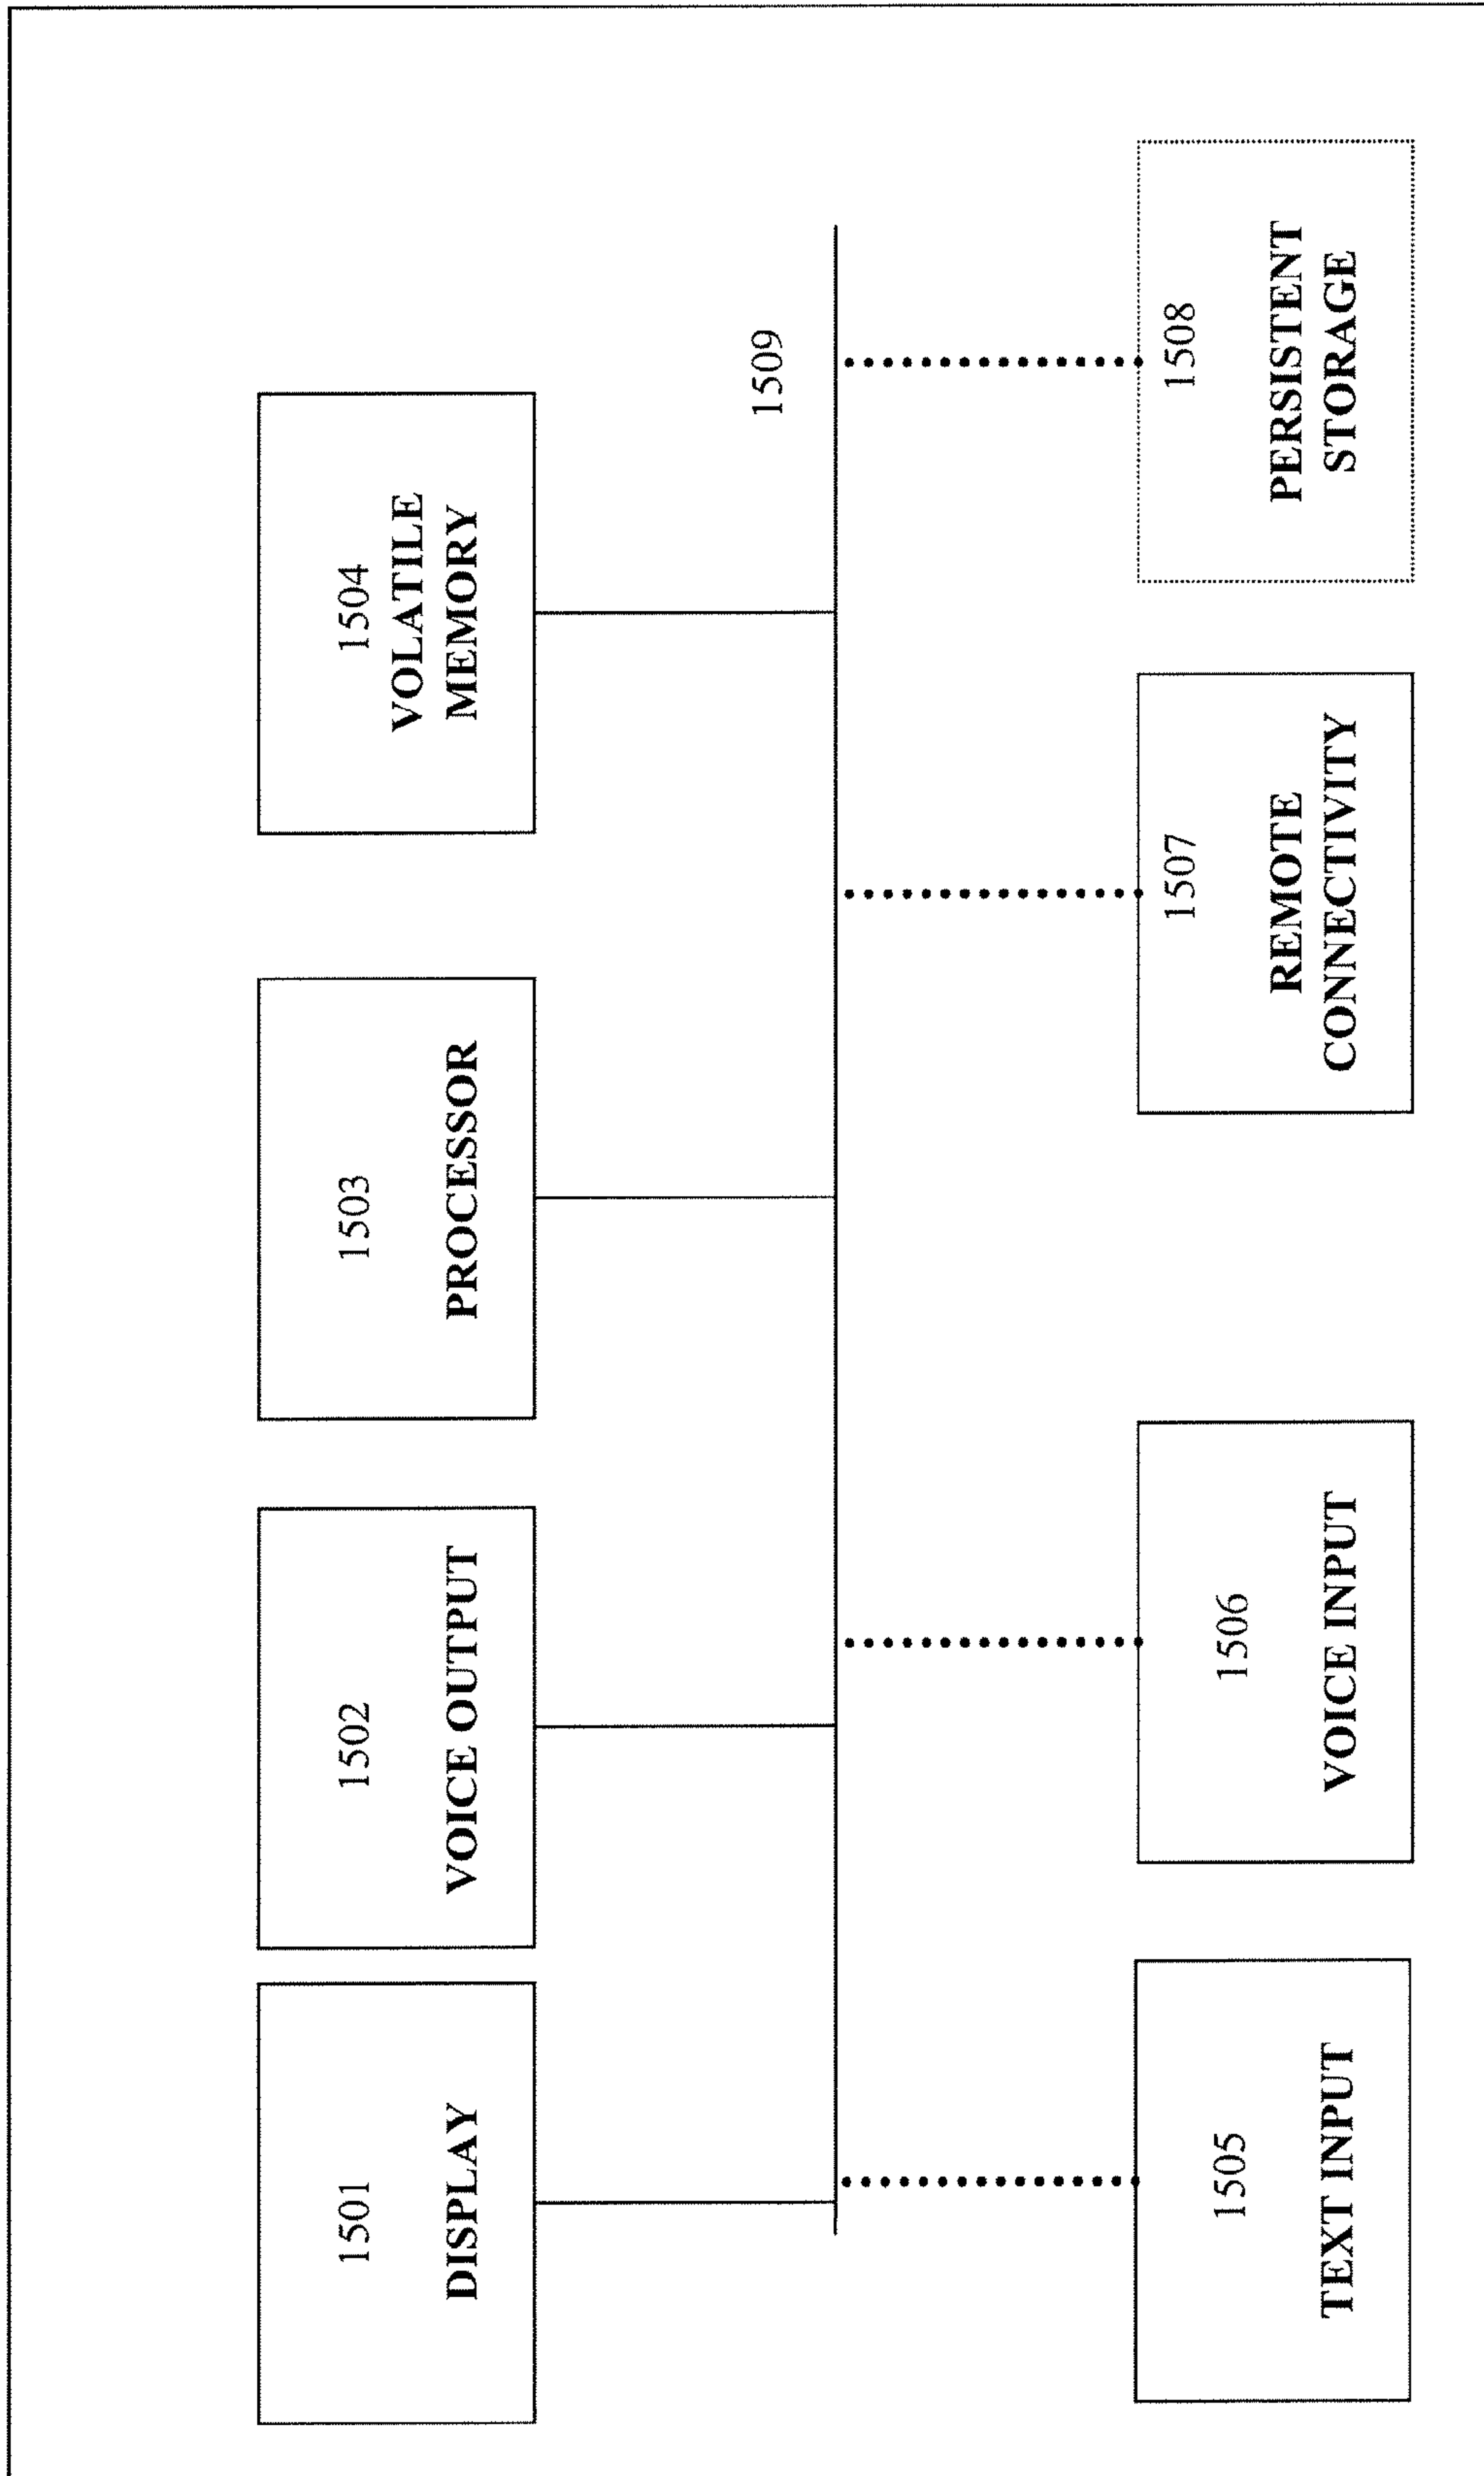 1501
DISPLAY
1502
VOICE OUTPUT
1503
PROCESSOR
1504
VOLATILE
MEMORY
1509
1505
TEXT INPUT
1506
VOICE INPUT
1507
REMOTE
CONNECTIVITY
1508
PERSISTENT
STORAGE